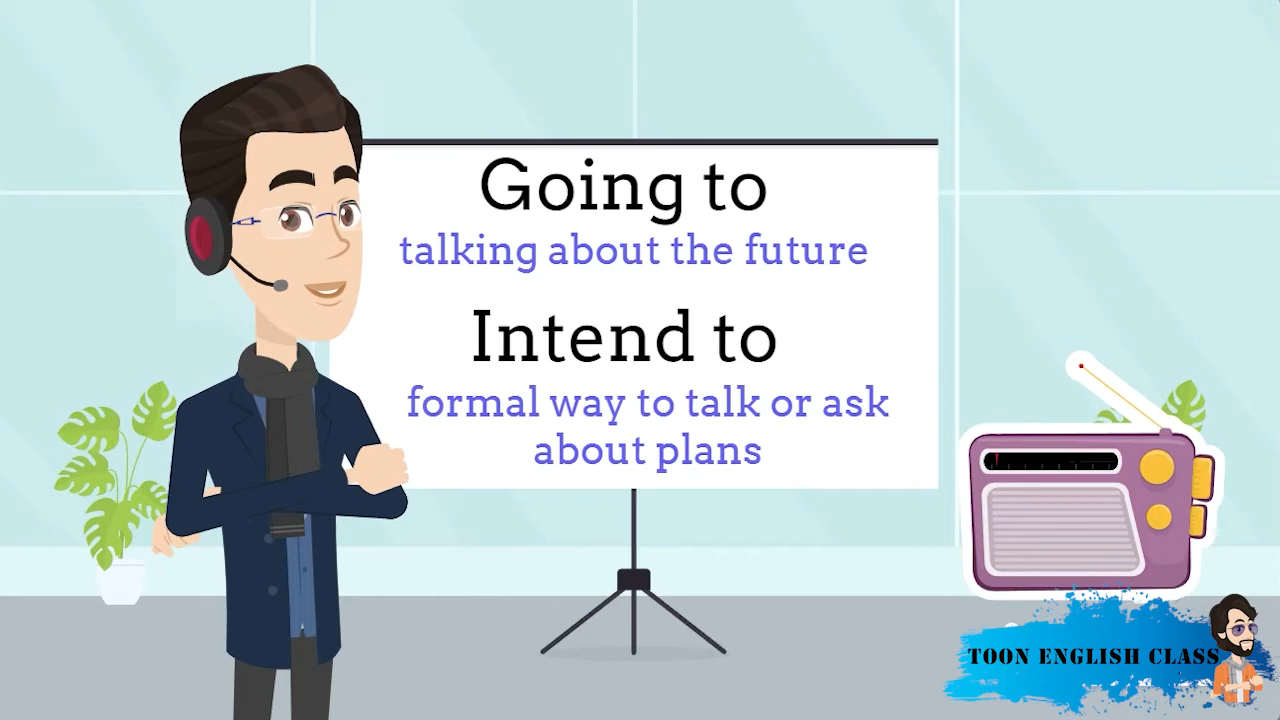 Going to
talking about the future
Intend to
formal way to talk or ask
about plans
TOON ENGLISH CLASS